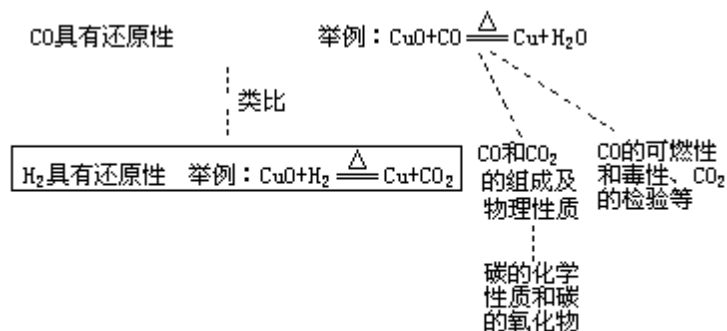 CO具有还原性 举例：CuO+CO ≜ Cu+H₂O
类比
H₂具有还原性 举例：CuO+H₂ ≜ Cu+CO₂
CO和CO₂
的组成及
物理性质
CO的可燃性
和毒性、CO₂
的检验等
碳的化学
性质和碳
的氧化物